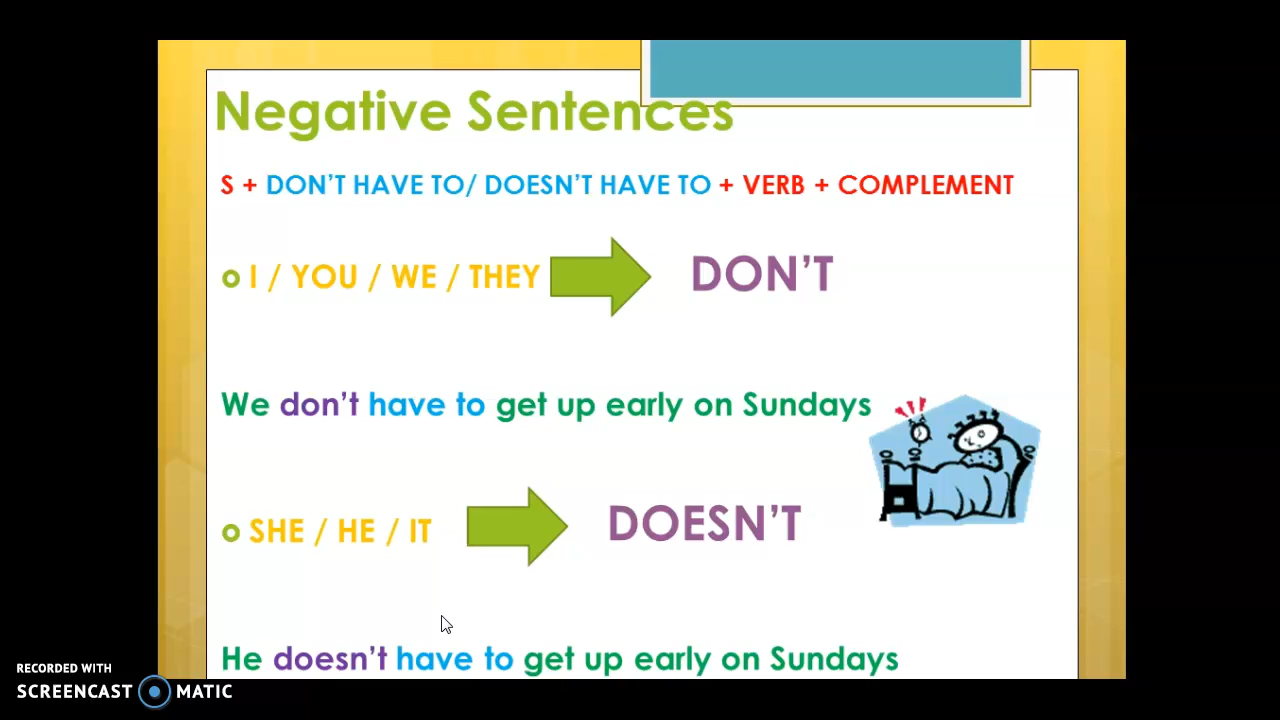 Negative Sentences
S + DON'T HAVE TO/ DOESN'T HAVE TO + VERB + COMPLEMENT
I / YOU / WE / THEY DON'T
We don't have to get up early on Sundays
SHE / HE / IT DOESN'T
He doesn't have to get up early on Sundays
RECORDED WITH
SCREENCAST MATIC